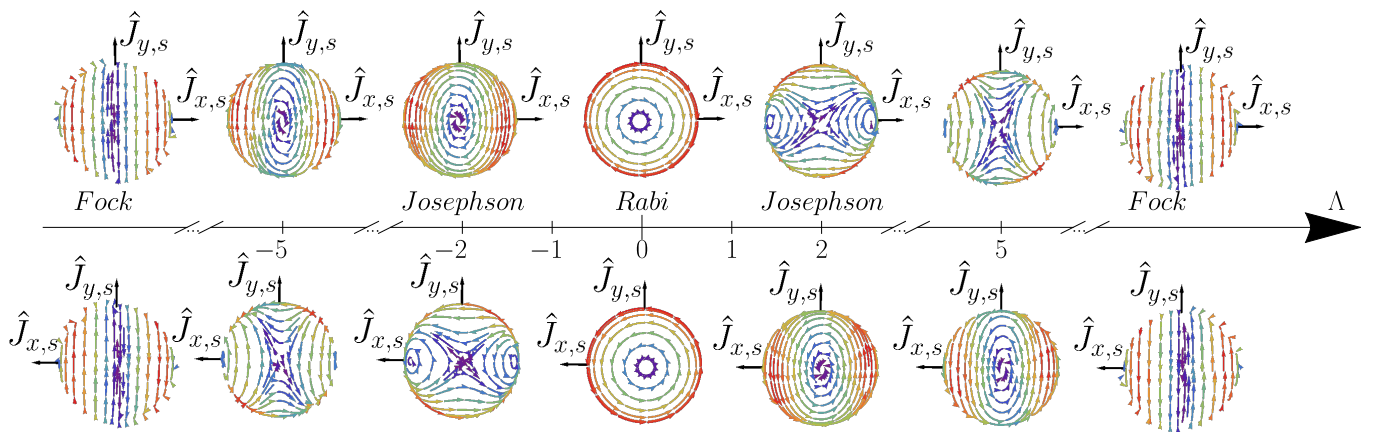 Ĵ_{y,s} Ĵ_{y,s} Ĵ_{y,s} Ĵ_{y,s} Ĵ_{y,s} Ĵ_{y,s} Ĵ_{y,s}
Ĵ_{x,s} Ĵ_{x,s} Ĵ_{x,s} Ĵ_{x,s} Ĵ_{x,s} Ĵ_{x,s} Ĵ_{x,s}
Fock Josephson Rabi Josephson Fock Λ
... ... ... ...
−5 −2 −1 0 1 2 5
Ĵ_{y,s} Ĵ_{y,s} Ĵ_{y,s} Ĵ_{y,s} Ĵ_{y,s} Ĵ_{y,s} Ĵ_{y,s}
Ĵ_{x,s} Ĵ_{x,s} Ĵ_{x,s} Ĵ_{x,s} Ĵ_{x,s} Ĵ_{x,s} Ĵ_{x,s}